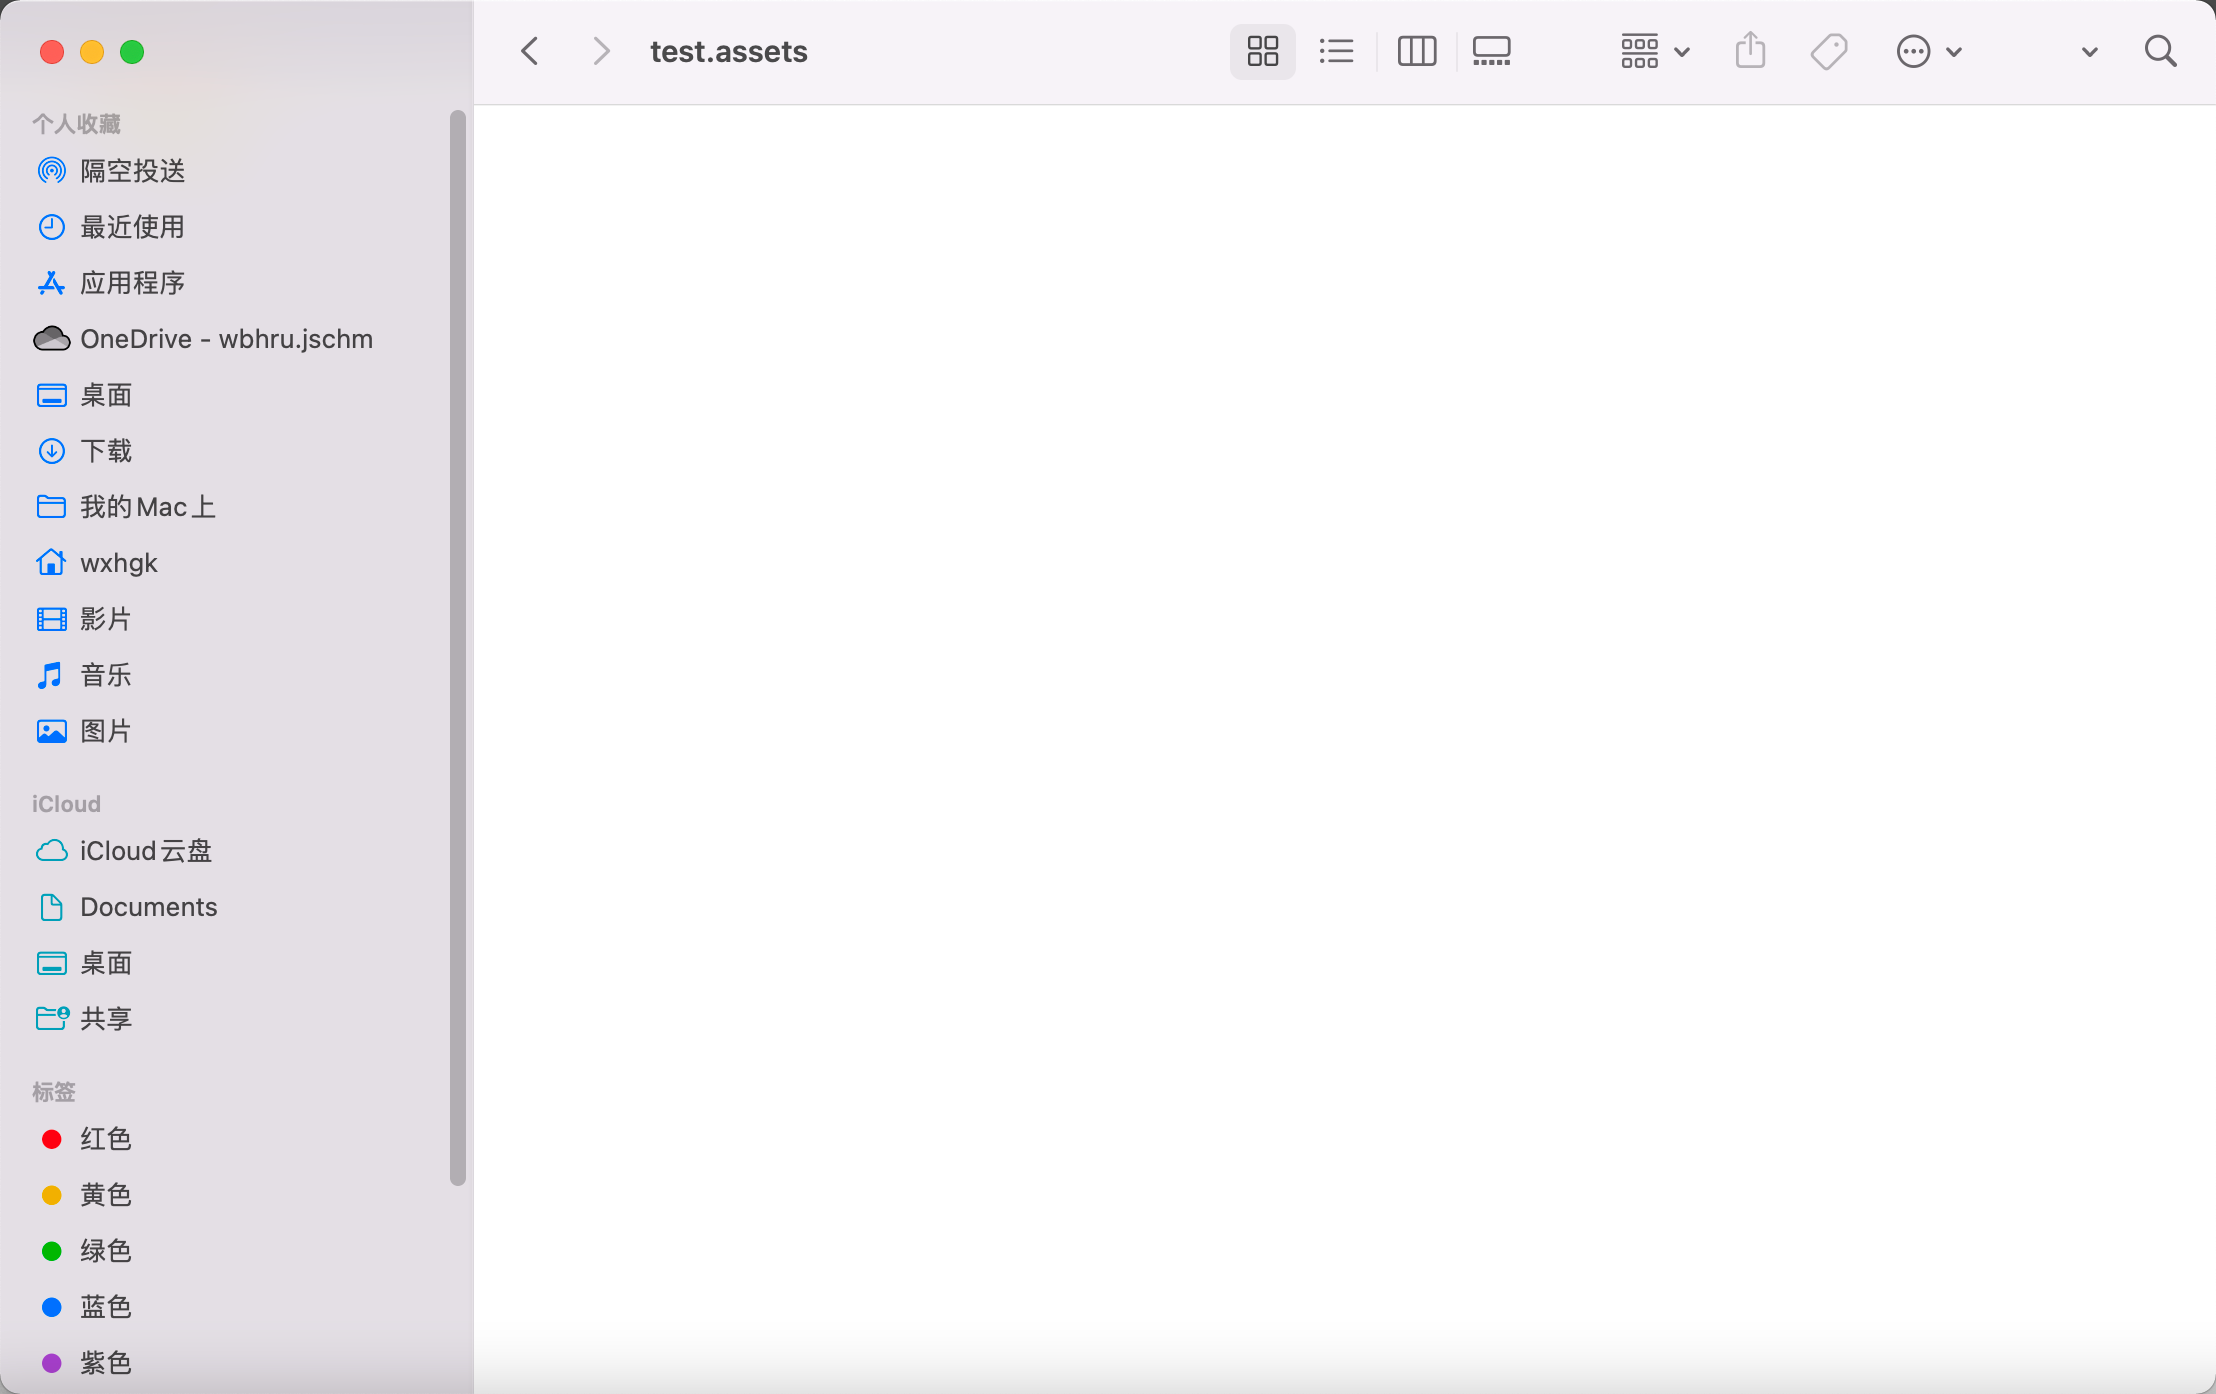 test.assets
个人收藏
隔空投送
最近使用
应用程序
OneDrive - wbhru.jschm
桌面
下载
我的Mac上
wxhgk
影片
音乐
图片
iCloud
iCloud云盘
Documents
桌面
共享
标签
红色
黄色
绿色
蓝色
紫色